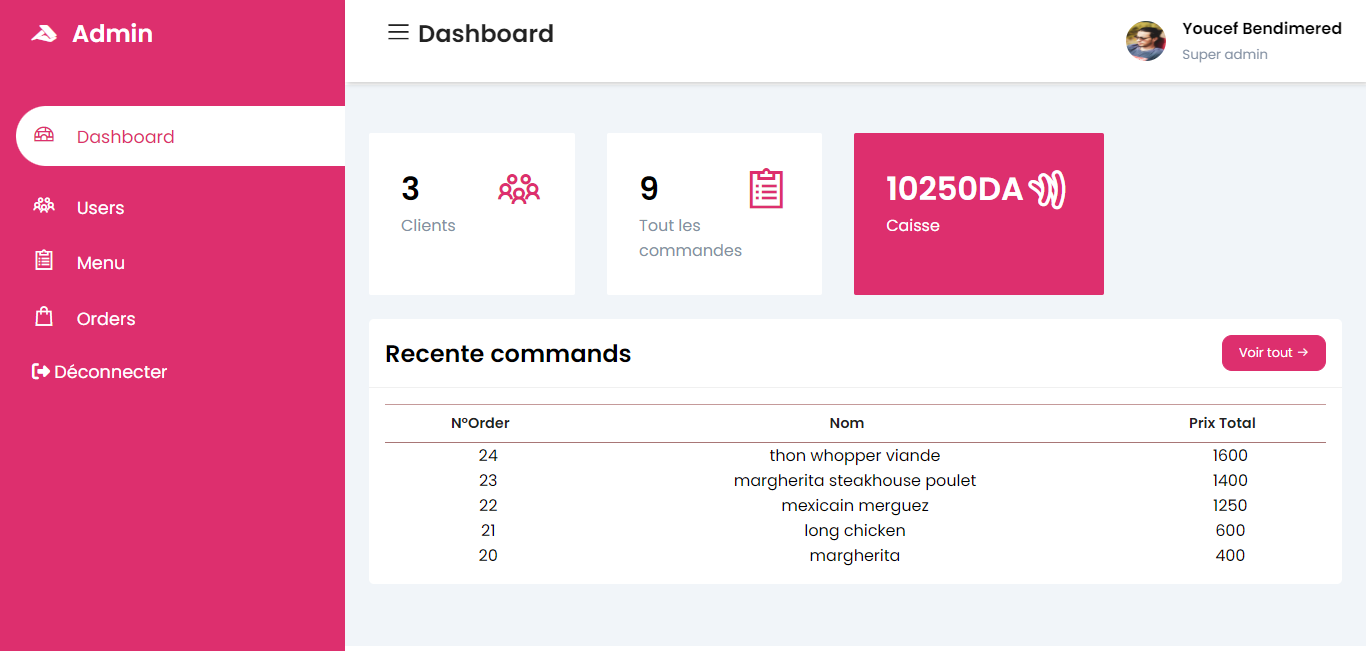 Admin
Dashboard
Users
Menu
Orders
Déconnecter
Dashboard
Youcef Bendimered
Super admin
3
Clients
9
Tout les
commandes
10250DA
Caisse
Recente commands
Voir tout →
N°Order Nom Prix Total
24 thon whopper viande 1600
23 margherita steakhouse poulet 1400
22 mexicain merguez 1250
21 long chicken 600
20 margherita 400